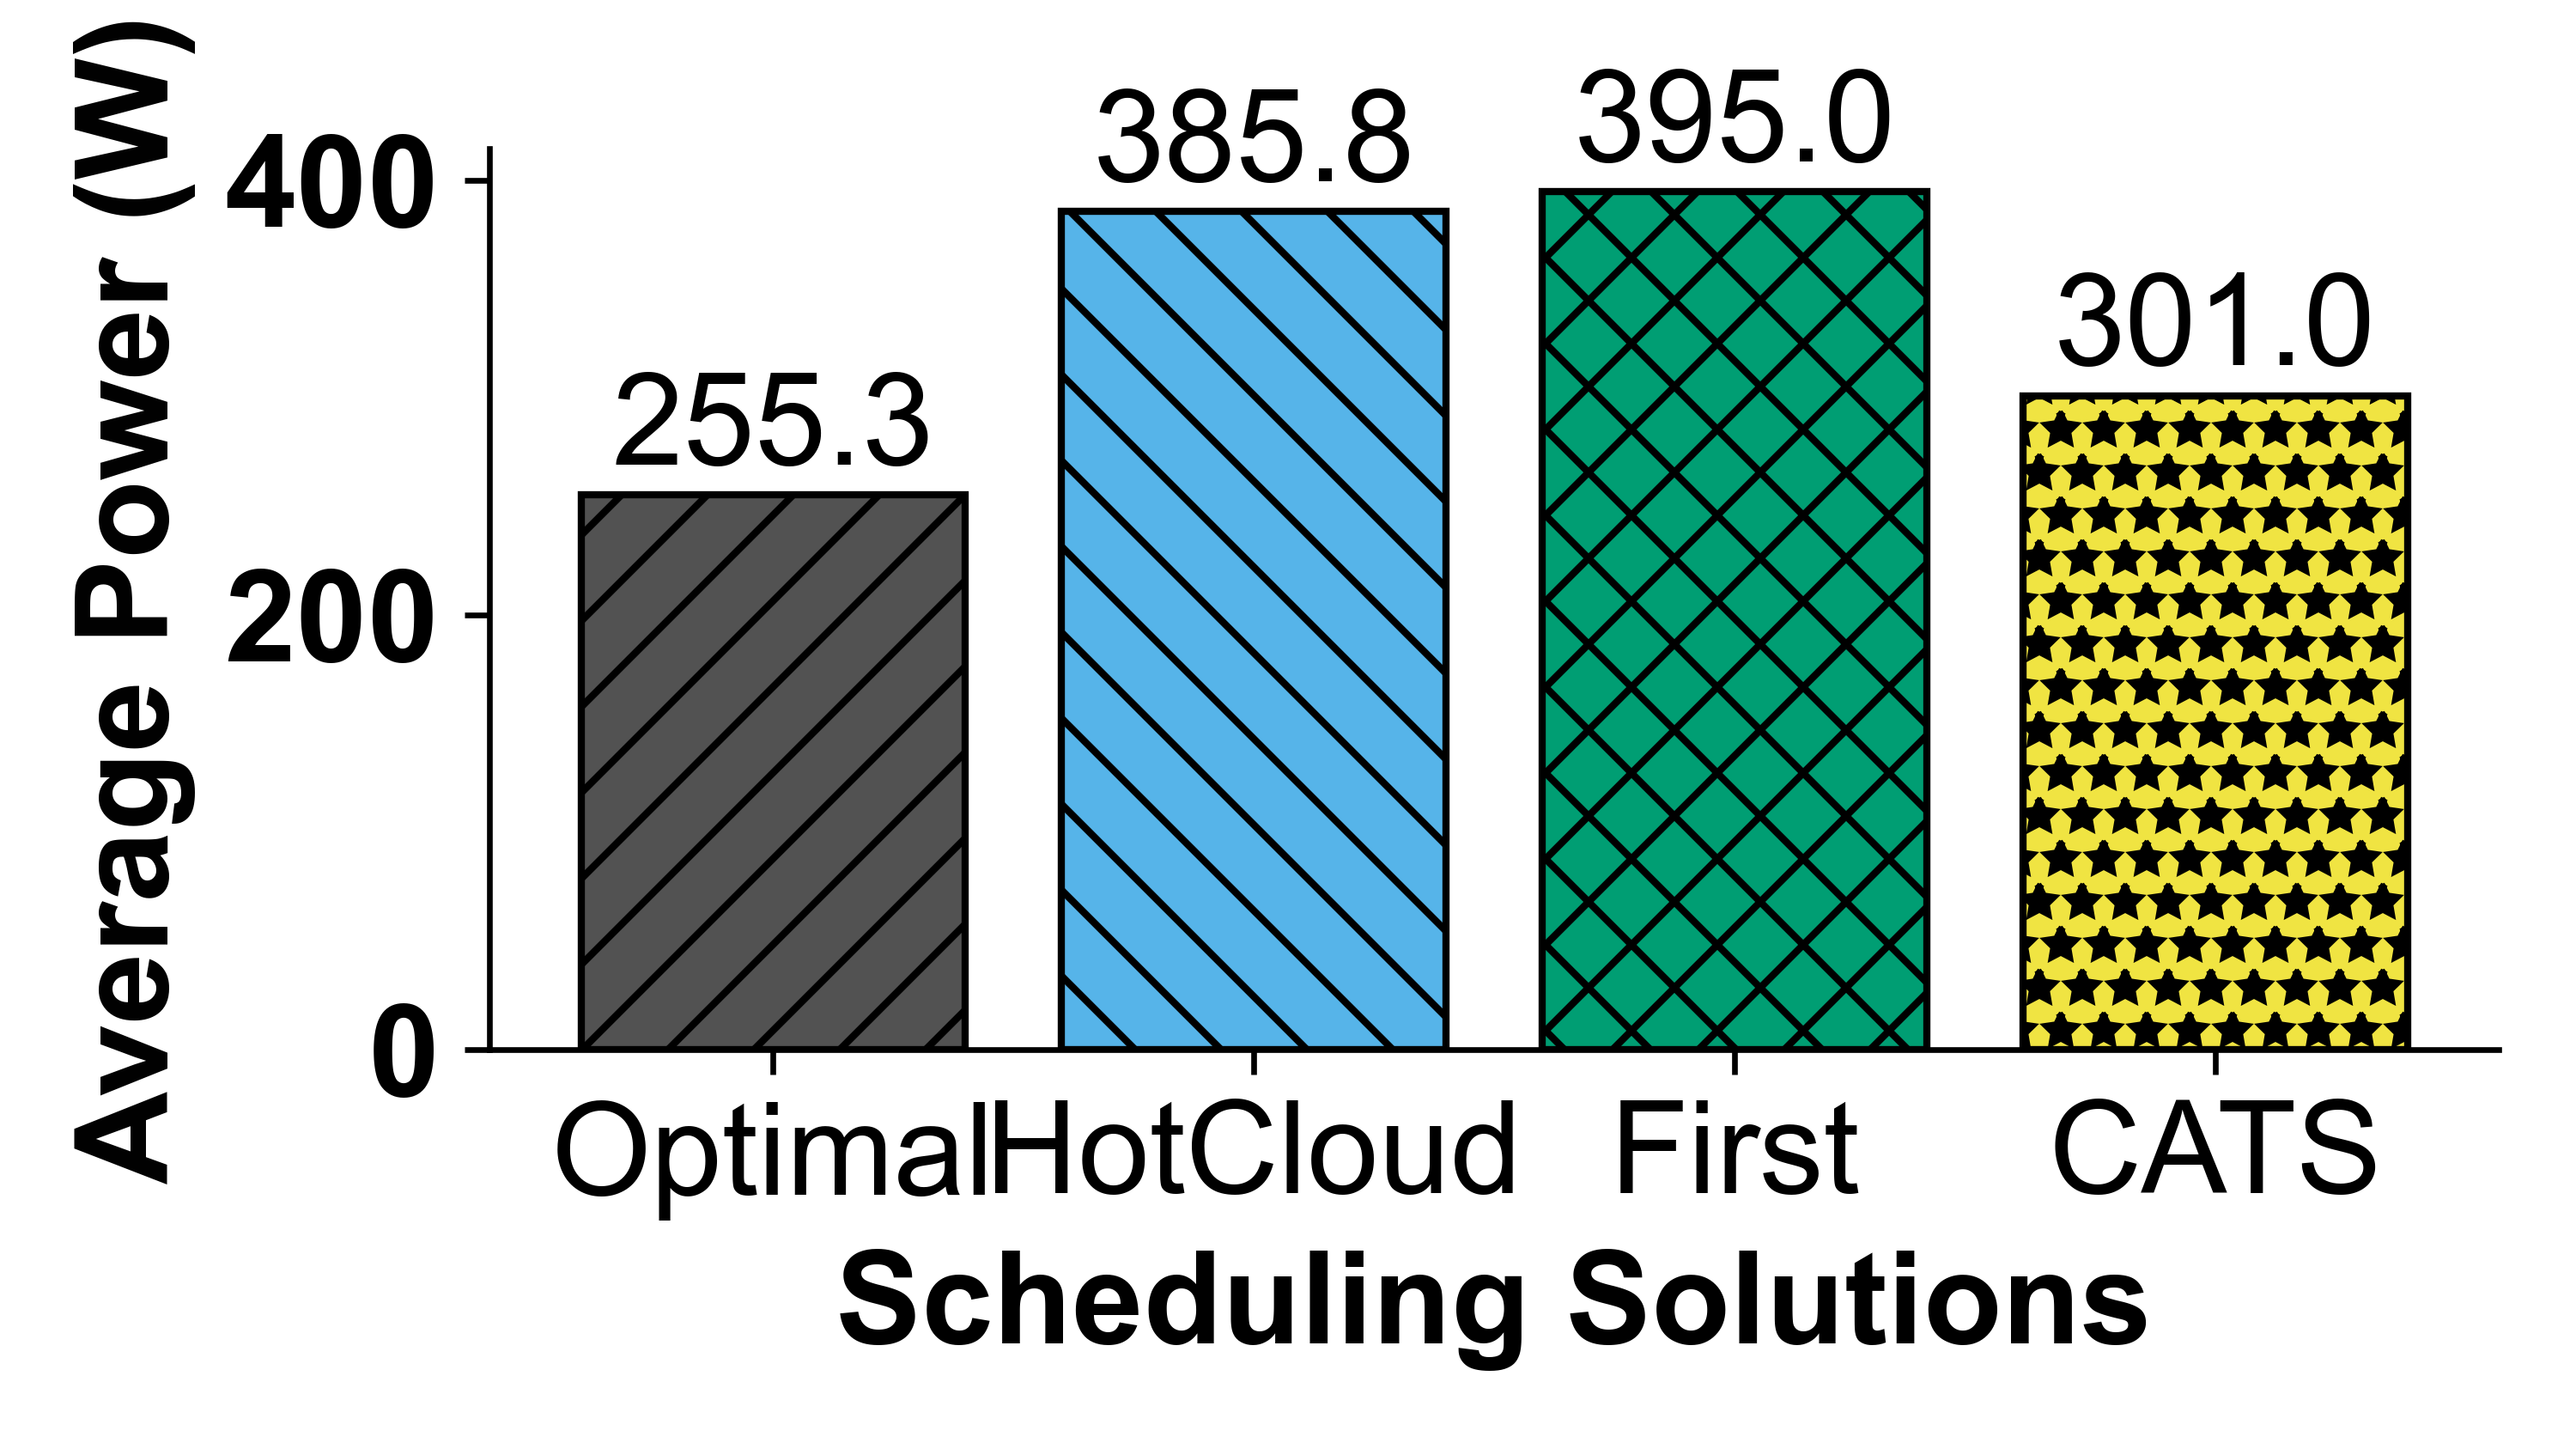 Average Power (W)
400
200
0
255.3
385.8
395.0
301.0
Optimal
HotCloud
First
CATS
Scheduling Solutions